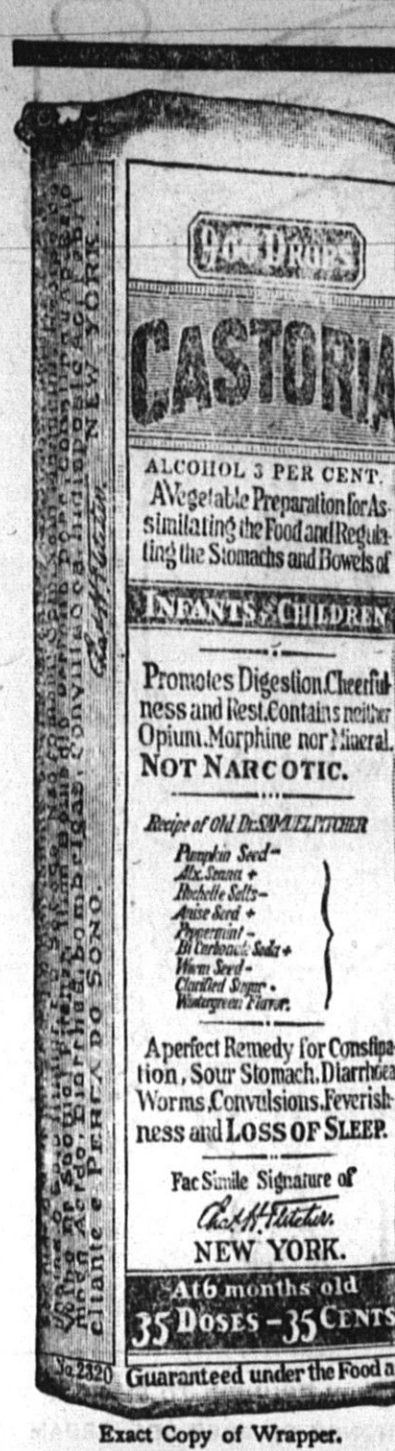 900 DROPS
CASTORIA
ALCOHOL 3 PER CENT.
A Vegetable Preparation for As-
similating the Food and Regula-
ting the Stomachs and Bowels of
INFANTS & CHILDREN
Promotes Digestion.Cheerful-
ness and Rest.Contains neither
Opium.Morphine nor Mineral.
NOT NARCOTIC.
Recipe of Old Dr.SAMUEL PITCHER
Pumpkin Seed -
Alx.Senna +
Rochelle Salts -
Anise Seed +
Peppermint -
Bi Carbonate Soda +
Worm Seed -
Clarified Sugar .
Wintergreen Flavor.
A perfect Remedy for Constipa-
tion, Sour Stomach.Diarrhoea
Worms,Convulsions.Feverish-
ness and LOSS OF SLEEP.
Fac Simile Signature of
Chas H. Fletcher.
NEW YORK.
At 6 months old
35 DOSES - 35 CENTS
Guaranteed under the Food a
No. 2320
Chas H. Fletcher. NEW YORK.
cliante e PERCA DO SONO.
Exact Copy of Wrapper.